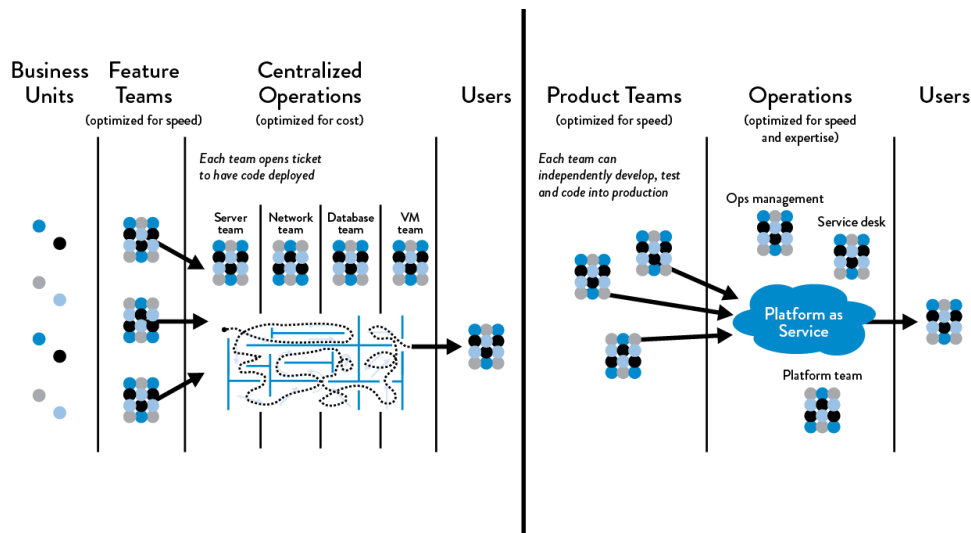 Business
Units
Feature
Teams
(optimized for speed)
Centralized
Operations
(optimized for cost)
Users
Each team opens ticket
to have code deployed
Server
team
Network
team
Database
team
VM
team
Product Teams
(optimized for speed)
Operations
(optimized for speed
and expertise)
Users
Each team can
independently develop, test
and code into production
Ops management
Service desk
Platform as
Service
Platform team